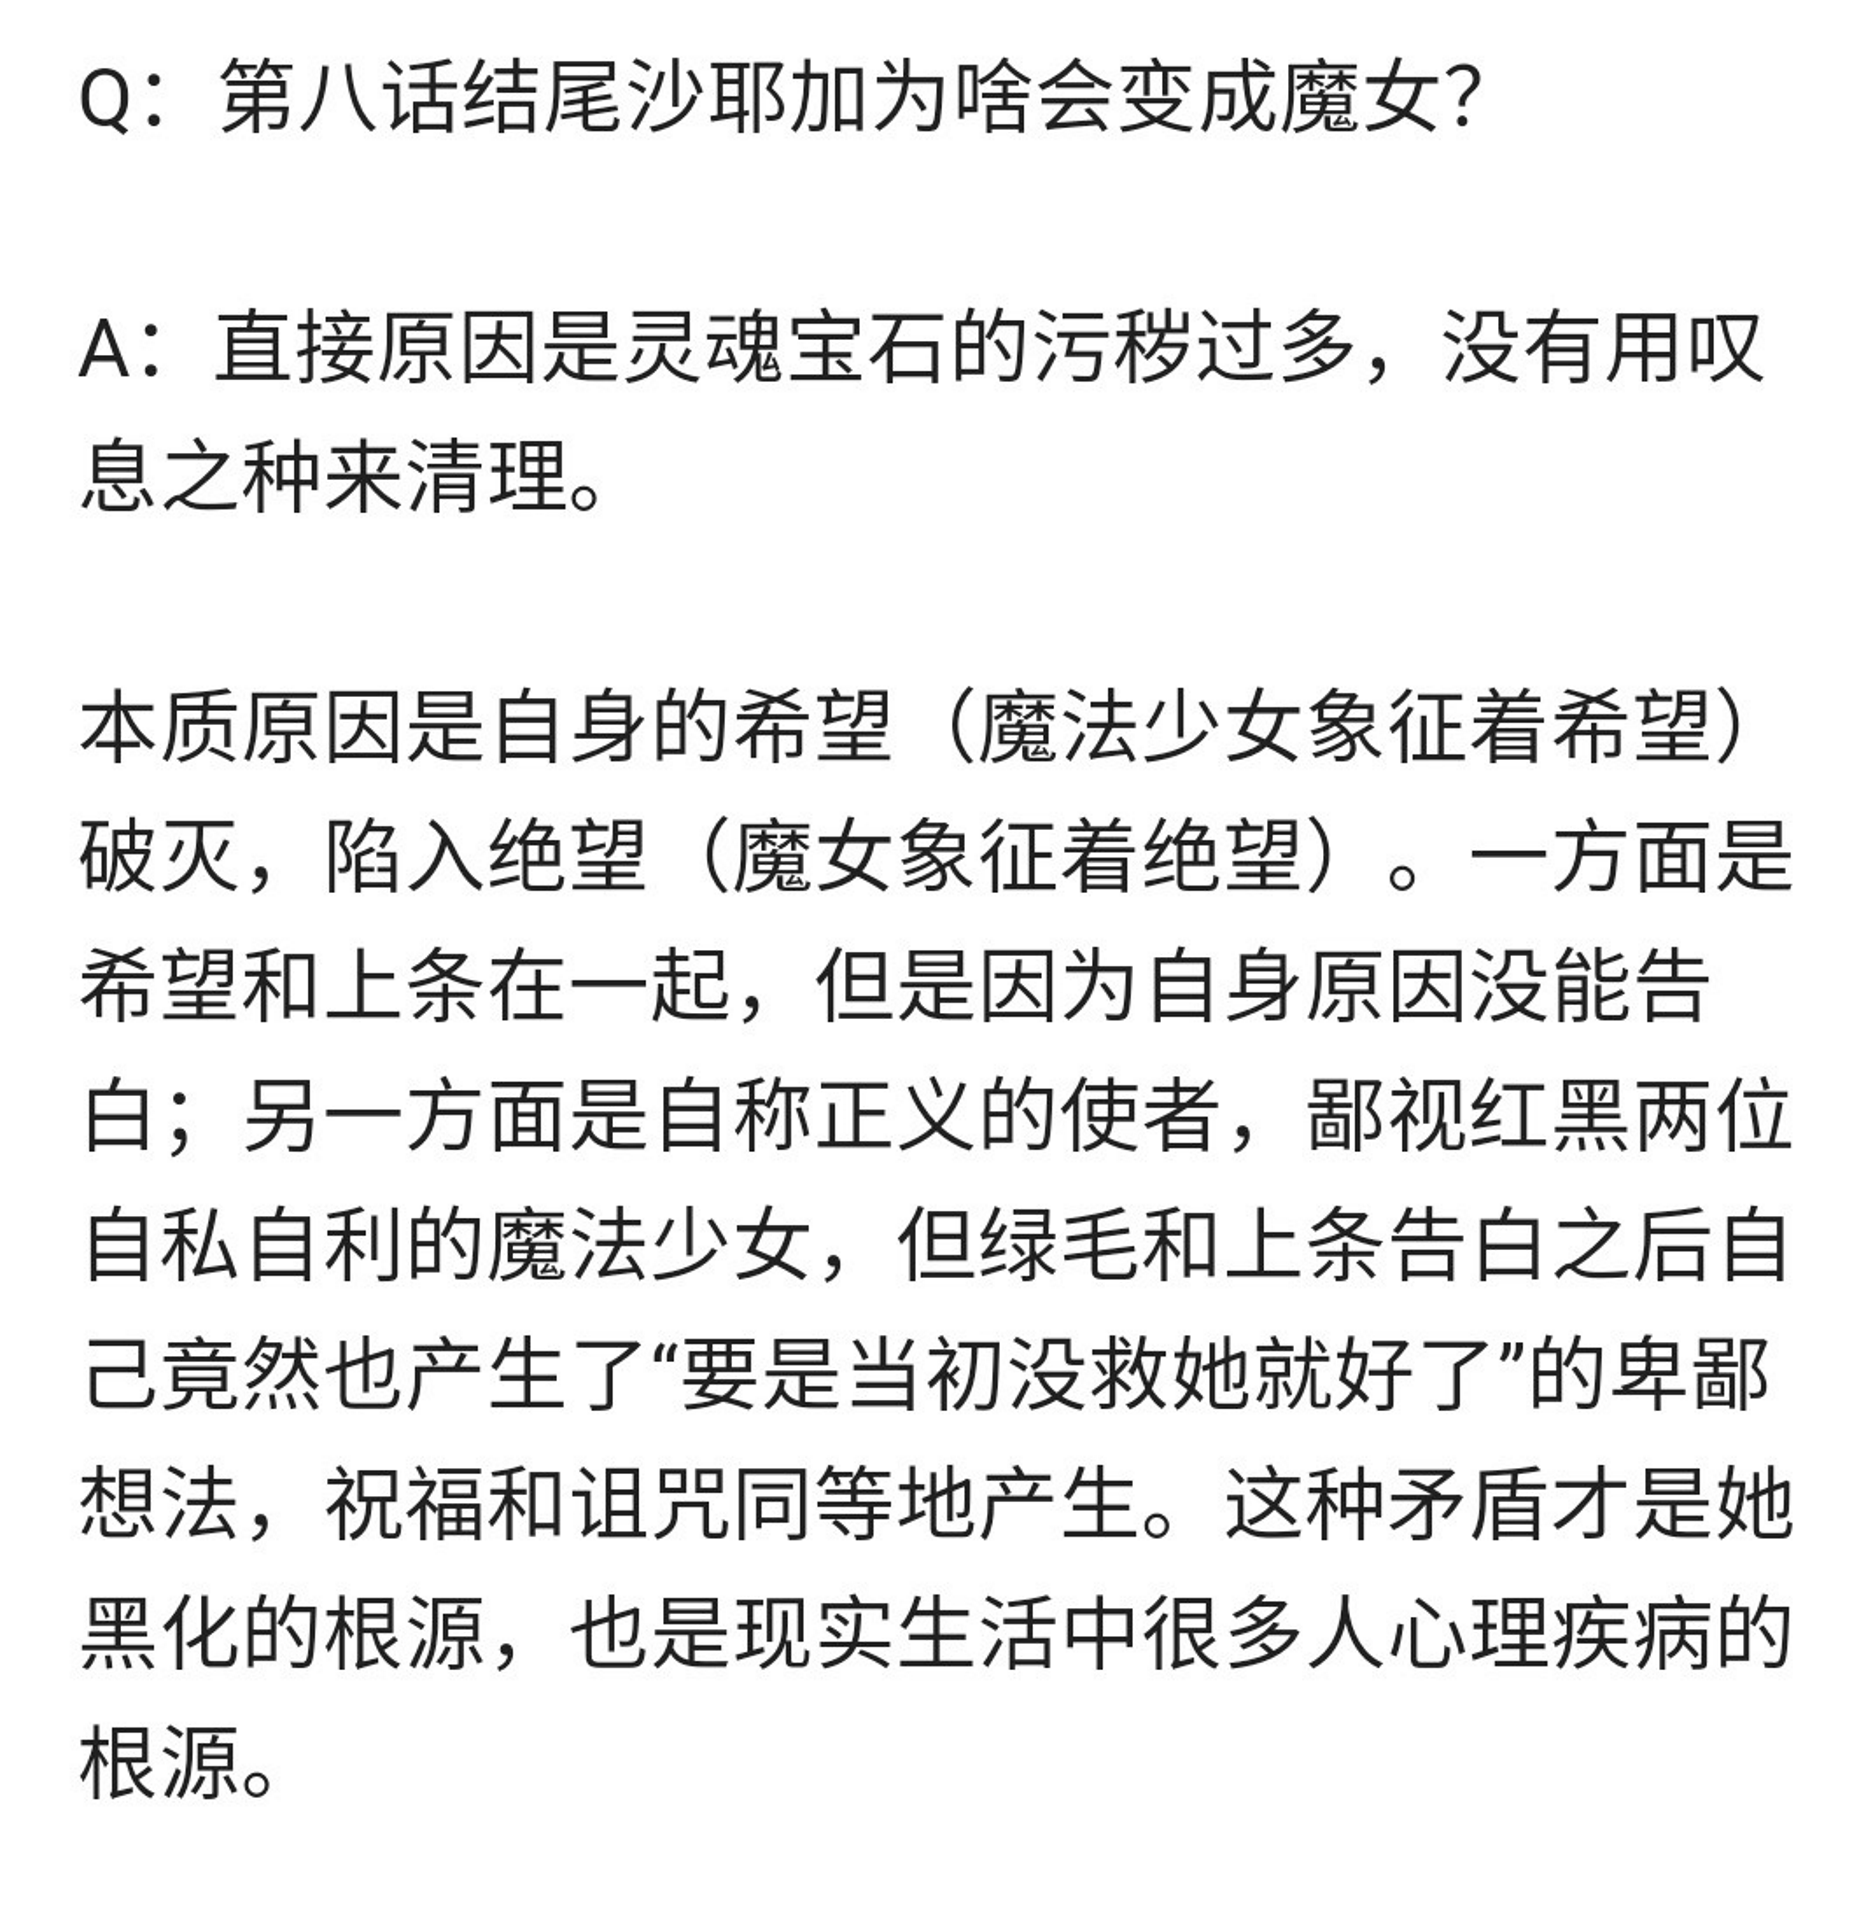 Q：第八话结尾沙耶加为啥会变成魔女？
A：直接原因是灵魂宝石的污秽过多，没有用叹
息之种来清理。
本质原因是自身的希望（魔法少女象征着希望）
破灭，陷入绝望（魔女象征着绝望）。一方面是
希望和上条在一起，但是因为自身原因没能告
白；另一方面是自称正义的使者，鄙视红黑两位
自私自利的魔法少女，但绿毛和上条告白之后自
己竟然也产生了“要是当初没救她就好了”的卑鄙
想法，祝福和诅咒同等地产生。这种矛盾才是她
黑化的根源，也是现实生活中很多人心理疾病的
根源。